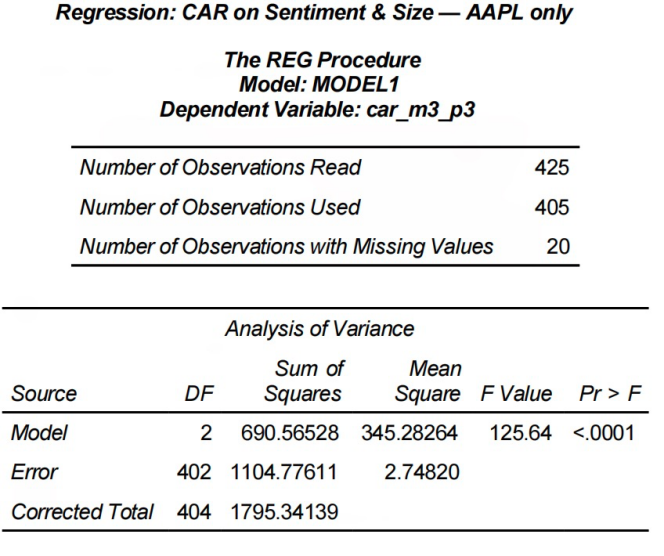 Regression: CAR on Sentiment & Size — AAPL only
The REG Procedure
Model: MODEL1
Dependent Variable: car_m3_p3
Number of Observations Read 425
Number of Observations Used 405
Number of Observations with Missing Values 20
Analysis of Variance
Source DF Sum of Squares Mean Square F Value Pr > F
Model 2 690.56528 345.28264 125.64 <.0001
Error 402 1104.77611 2.74820
Corrected Total 404 1795.34139